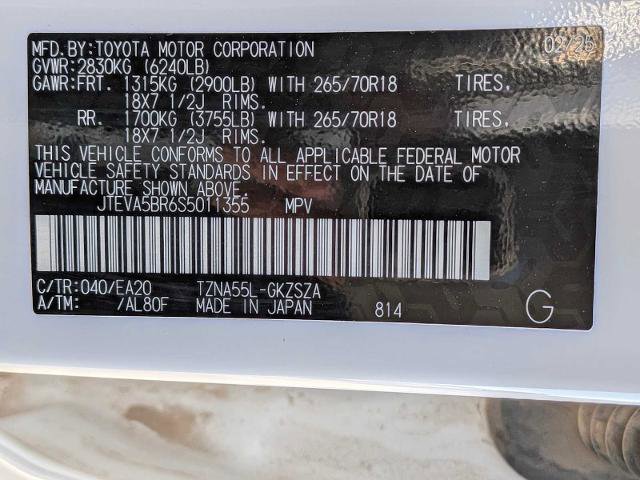 MFD.BY:TOYOTA MOTOR CORPORATION 02/25
GVWR:2830KG (6240LB)
GAWR:FRT. 1315KG (2900LB) WITH 265/70R18 TIRES,
18X7 1/2J RIMS.
RR. 1700KG (3755LB) WITH 265/70R18 TIRES,
18X7 1/2J RIMS.
THIS VEHICLE CONFORMS TO ALL APPLICABLE FEDERAL MOTOR
VEHICLE SAFETY STANDARDS IN EFFECT ON THE DATE OF
MANUFACTURE SHOWN ABOVE.
JTEVA5BR6S5011355 MPV
C/TR:040/EA20 TZNA55L-GKZSZA
A/TM: /AL80F MADE IN JAPAN 814 G